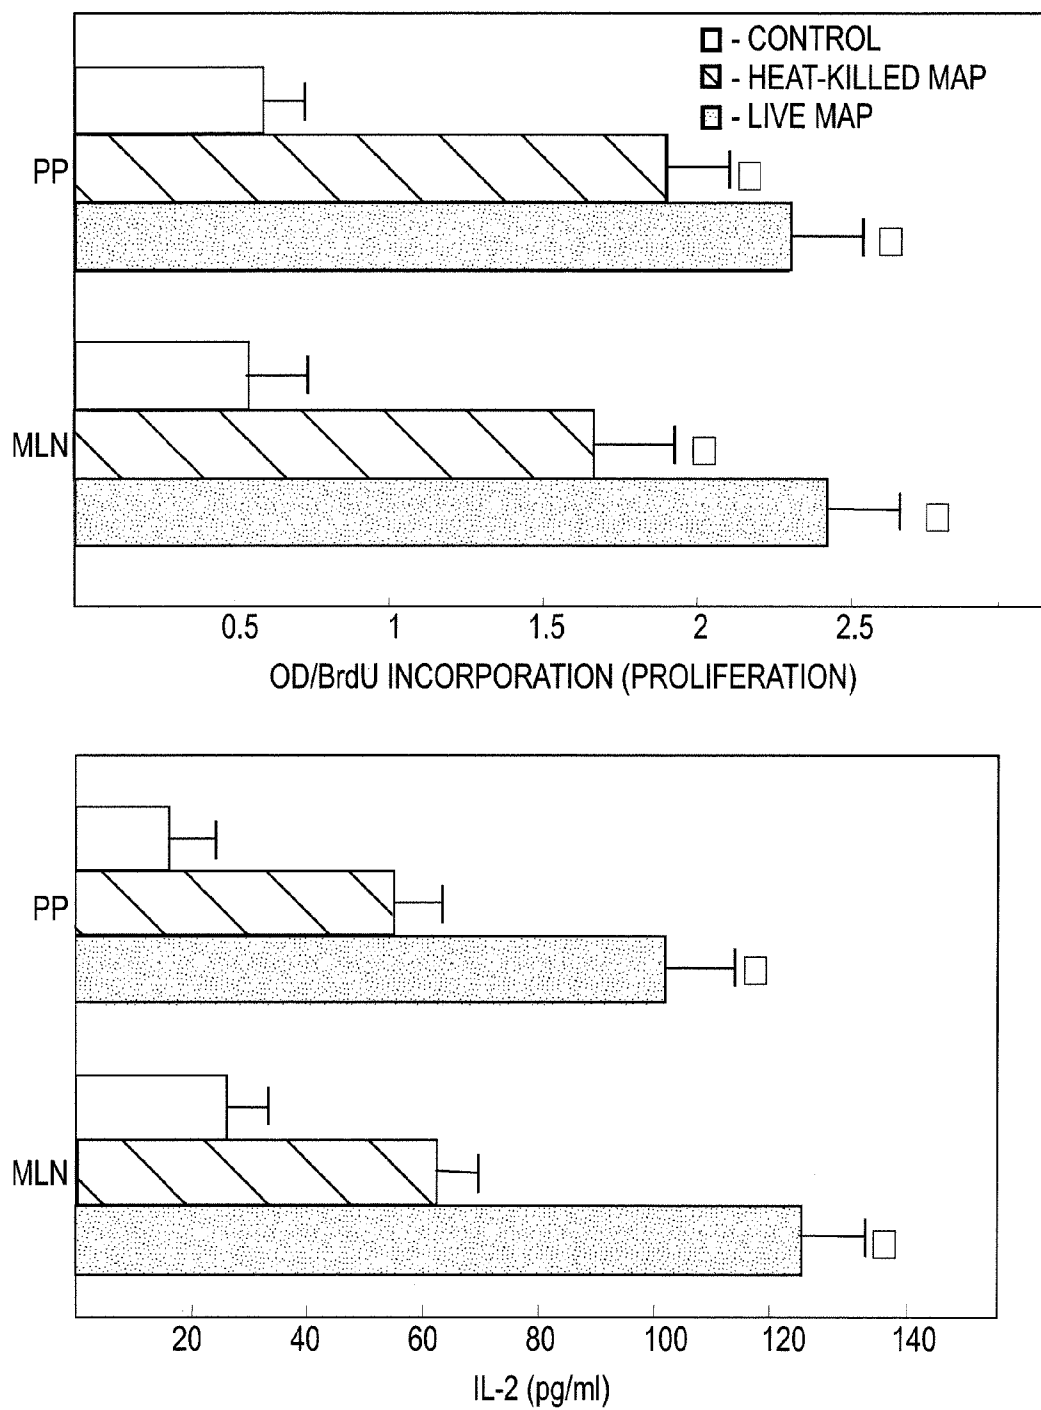 - CONTROL
- HEAT-KILLED MAP
- LIVE MAP
PP
MLN
0.5 1 1.5 2 2.5
OD/BrdU INCORPORATION (PROLIFERATION)
PP
MLN
20 40 60 80 100 120 140
IL-2 (pg/ml)